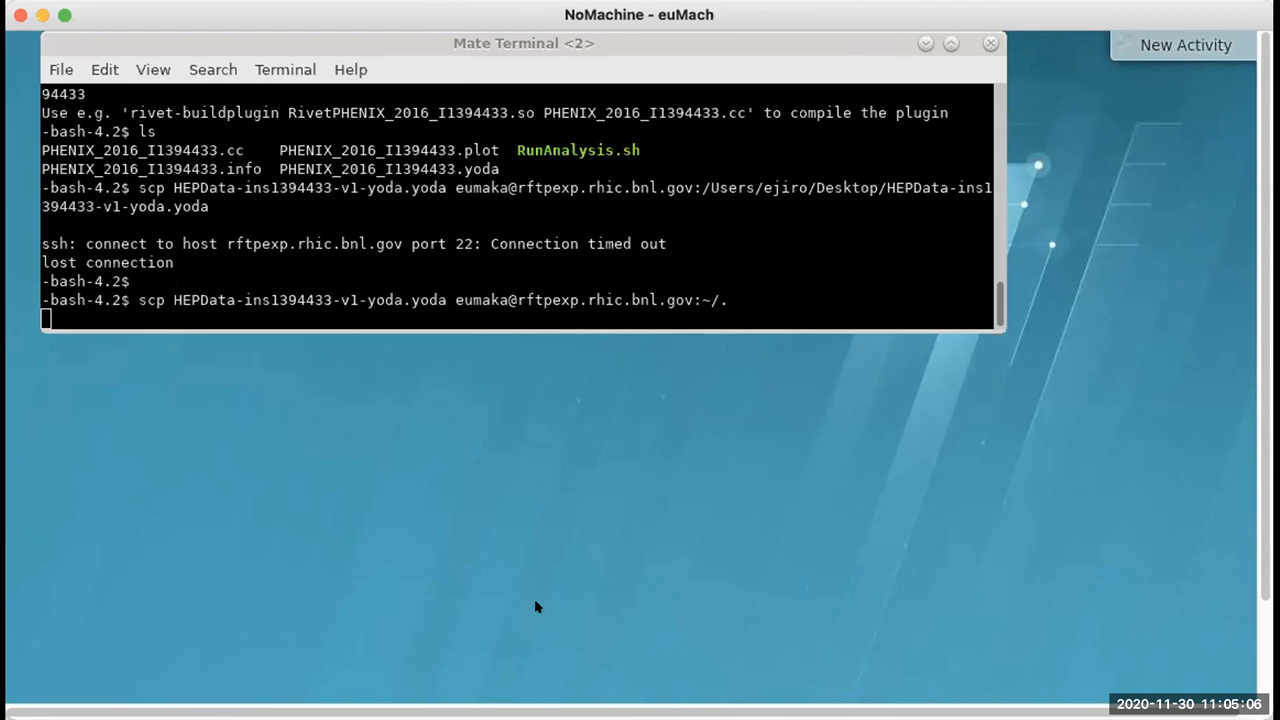 NoMachine - euMach
Mate Terminal <2>
New Activity
File Edit View Search Terminal Help
94433
Use e.g. 'rivet-buildplugin RivetPHENIX_2016_I1394433.so PHENIX_2016_I1394433.cc' to compile the plugin
-bash-4.2$ ls
PHENIX_2016_I1394433.cc    PHENIX_2016_I1394433.plot  RunAnalysis.sh
PHENIX_2016_I1394433.info  PHENIX_2016_I1394433.yoda
-bash-4.2$ scp HEPData-ins1394433-v1-yoda.yoda eumaka@rftpexp.rhic.bnl.gov:/Users/ejiro/Desktop/HEPData-ins1
394433-v1-yoda.yoda
ssh: connect to host rftpexp.rhic.bnl.gov port 22: Connection timed out
lost connection
-bash-4.2$
-bash-4.2$ scp HEPData-ins1394433-v1-yoda.yoda eumaka@rftpexp.rhic.bnl.gov:~/.
2020-11-30 11:05:06